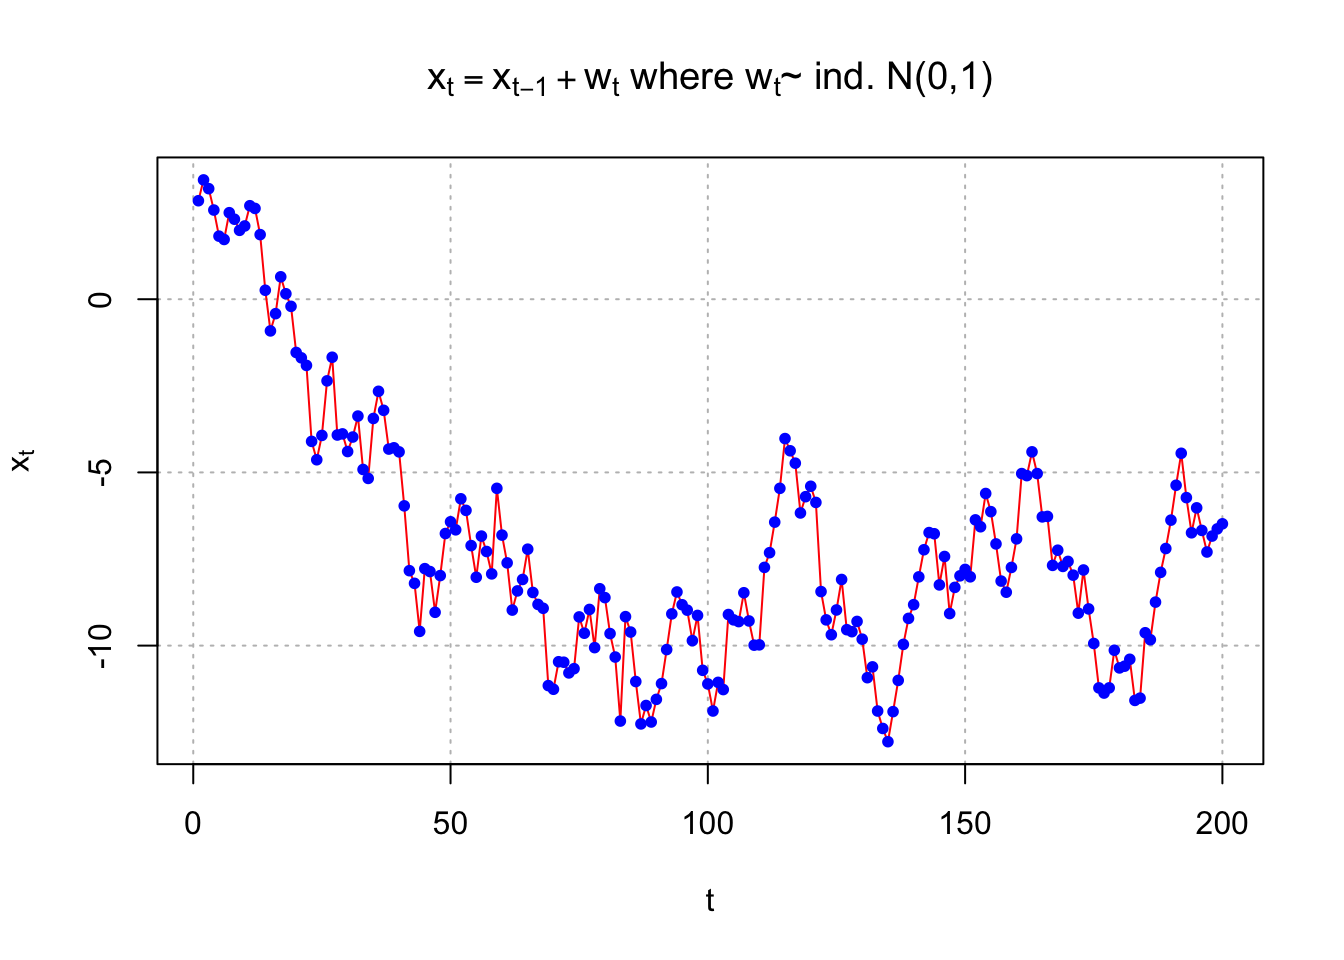 xₜ = xₜ₋₁ + wₜ where wₜ~ ind. N(0,1)
xₜ
0
-5
-10
0 50 100 150 200
t